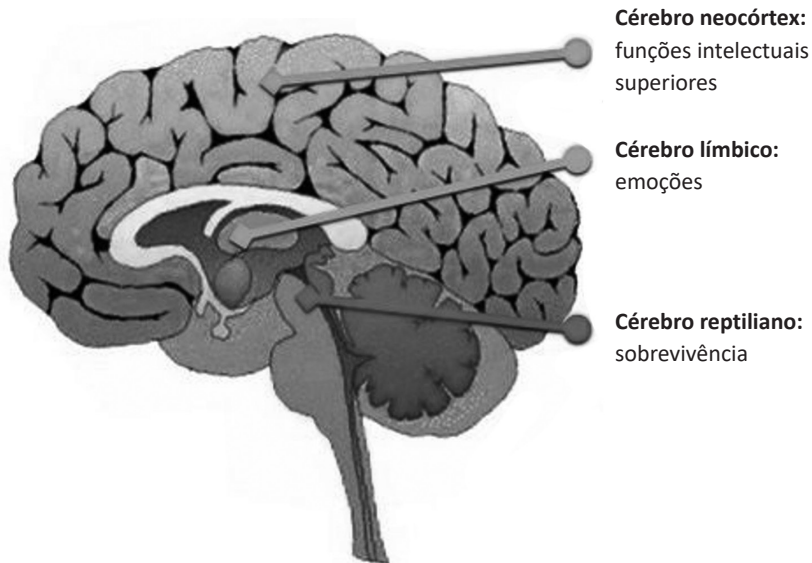 Cérebro neocórtex:
funções intelectuais
superiores
Cérebro límbico:
emoções
Cérebro reptiliano:
sobrevivência